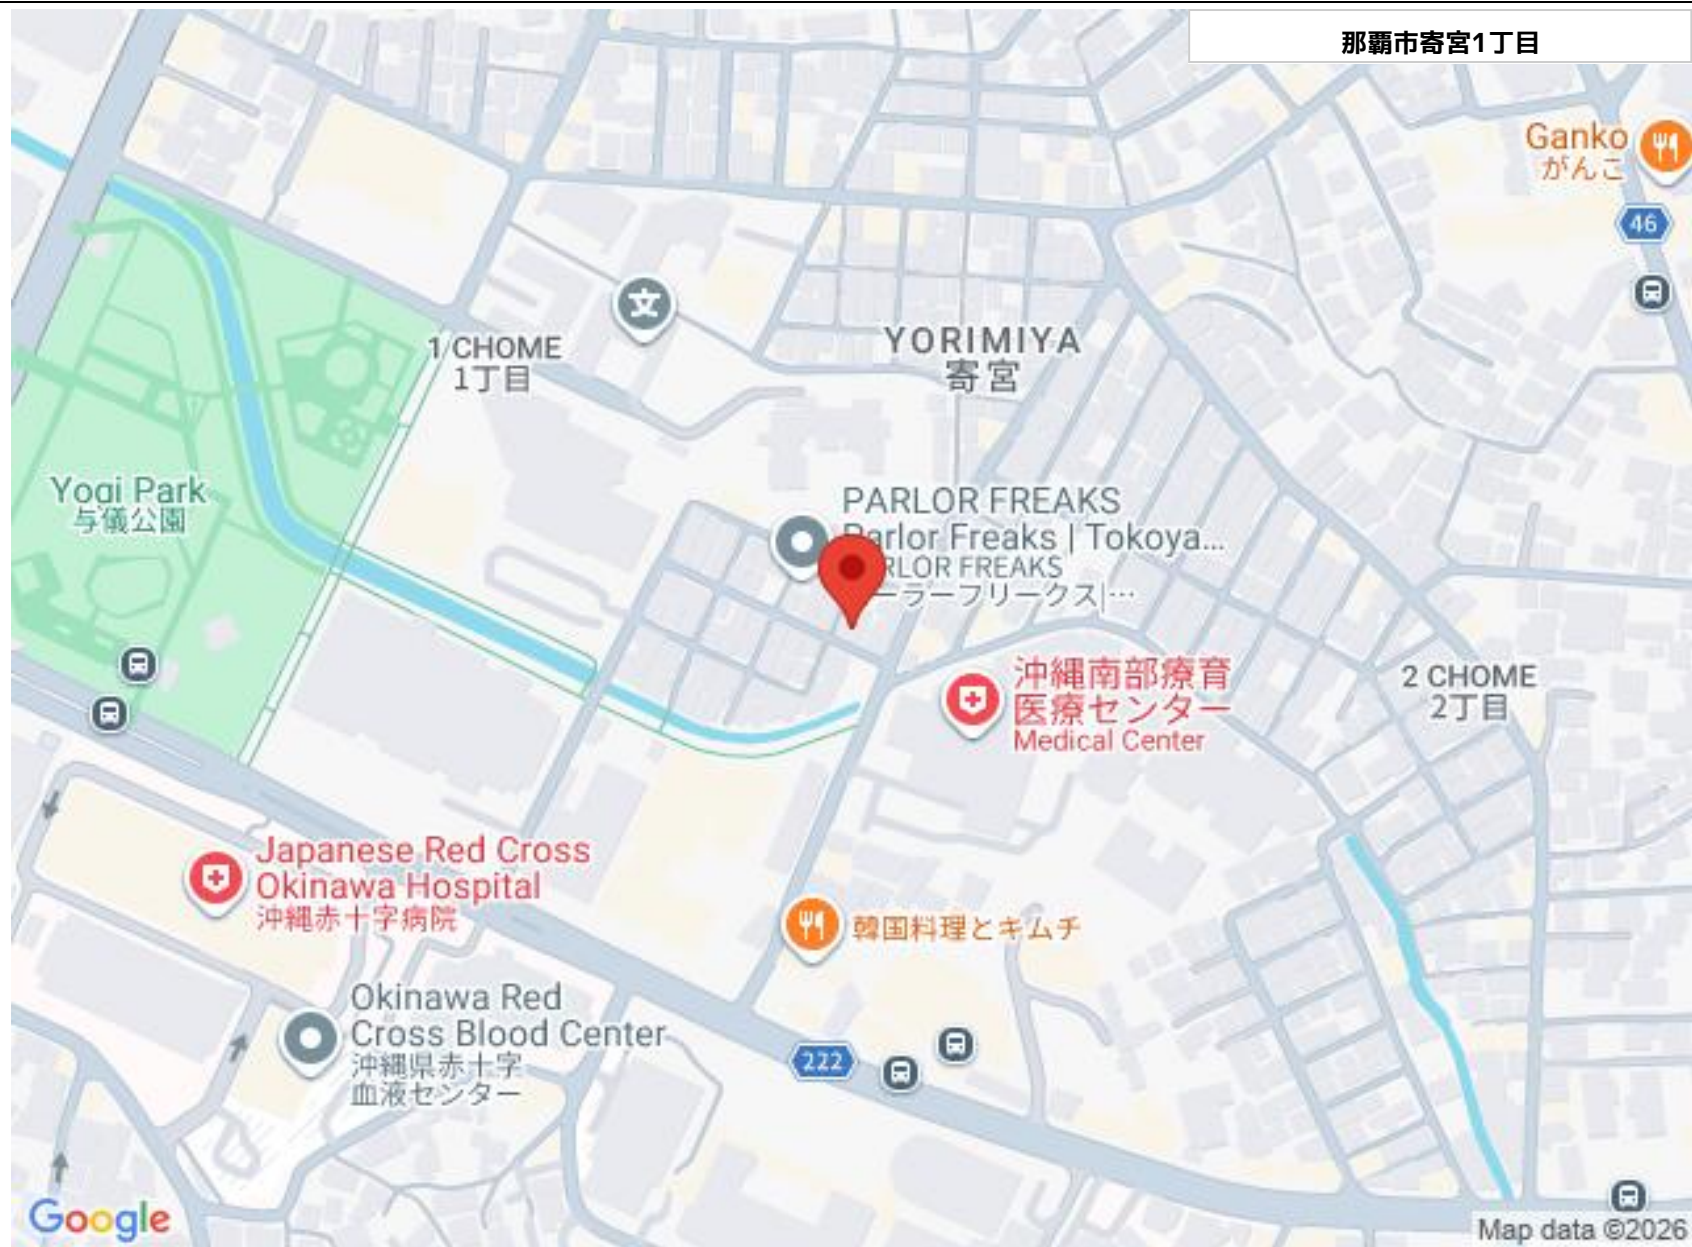 那覇市寄宮1丁目
Ganko
がんこ
46
文
1 CHOME
1丁目
YORIMIYA
寄宮
Yogi Park
与儀公園
PARLOR FREAKS
Parlor Freaks | Tokoya...
RLOR FREAKS
ーラーフリークス|…
沖縄南部療育
医療センター
Medical Center
2 CHOME
2丁目
Japanese Red Cross
Okinawa Hospital
沖縄赤十字病院
韓国料理とキムチ
Okinawa Red
Cross Blood Center
沖縄県赤十字
血液センター
222
Google
Map data ©2026